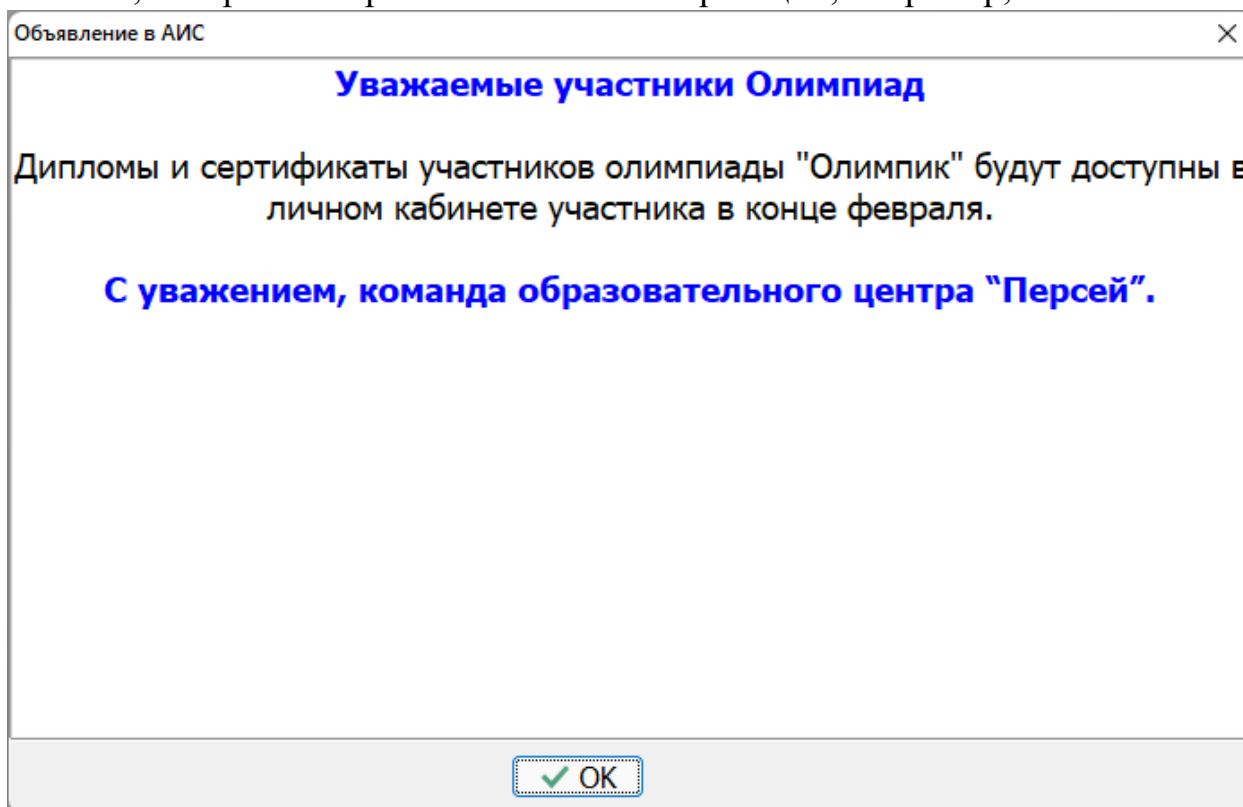 Объявление в АИС
Уважаемые участники Олимпиад
Дипломы и сертификаты участников олимпиады "Олимпик" будут доступны в
личном кабинете участника в конце февраля.
С уважением, команда образовательного центра “Персей”.
OK